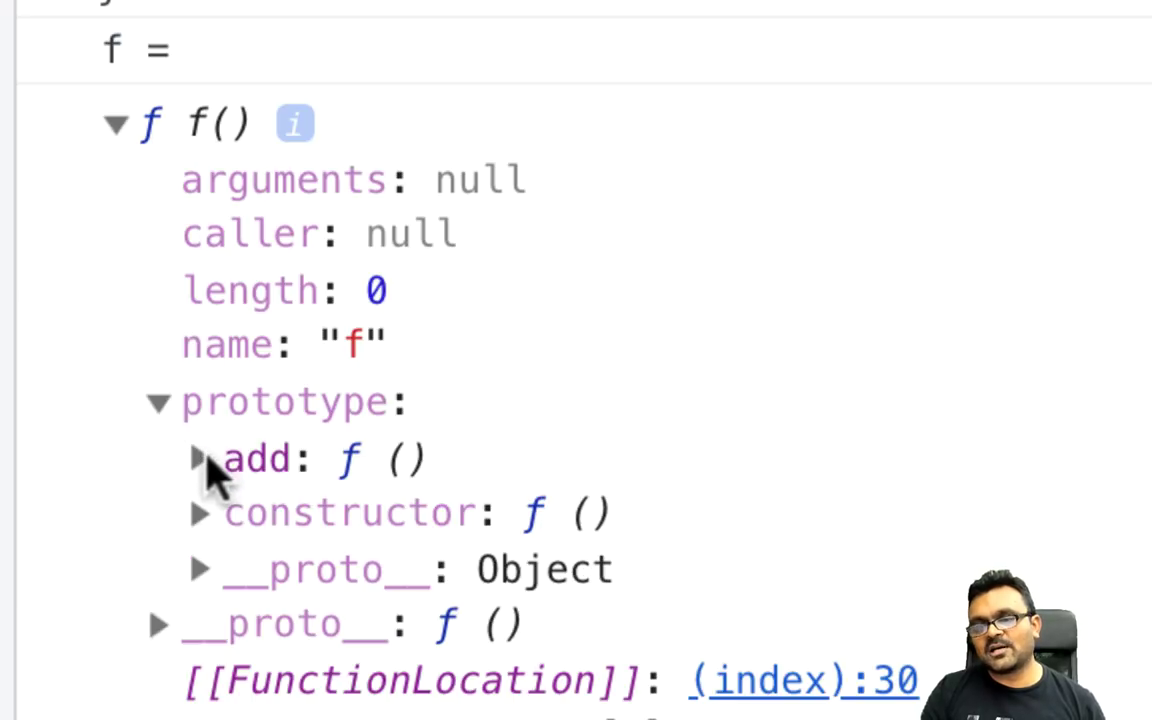 f =
▼ ƒ f() i
arguments: null
caller: null
length: 0
name: "f"
▼ prototype:
▶ add: ƒ ()
▶ constructor: ƒ ()
▶ __proto__: Object
▶ __proto__: ƒ ()
[[FunctionLocation]]: (index):30